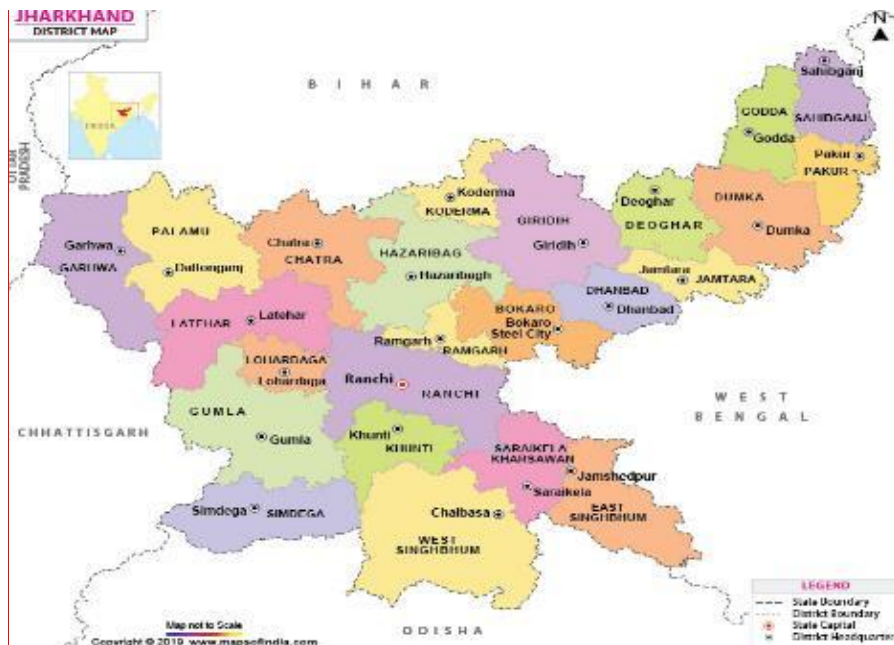 JHARKHAND
DISTRICT MAP
N
BIHAR
INDIA
UTTAR
PRADESH
Sahibganj
SAHIBGANJ
GODDA
Godda
Pakur
PAKUR
Koderma
KODERMA
GIRIDIH
Giridih
Deoghar
DEOGHAR
DUMKA
Dumka
PALAMU
Daltonganj
Garhwa
GARHWA
Chatra
CHATRA
HAZARIBAG
Hazaribagh
Jamtara
JAMTARA
DHANBAD
Dhanbad
BOKARO
Bokaro
Steel City
LATEHAR
Latehar
Ramgarh
RAMGARH
LOHARDAGA
Lohardaga
Ranchi
RANCHI
WEST
BENGAL
CHHATTISGARH
GUMLA
Gumla
Khunti
KHUNTI
SARAIKELA
KHARSAWAN
Jamshedpur
Saraikela
EAST
SINGHBHUM
Simdega
SIMDEGA
Chaibasa
WEST
SINGHBHUM
ODISHA
Map not to Scale
Copyright © 2019 www.mapsofindia.com
LEGEND
State Boundary
District Boundary
State Capital
District Headquarter